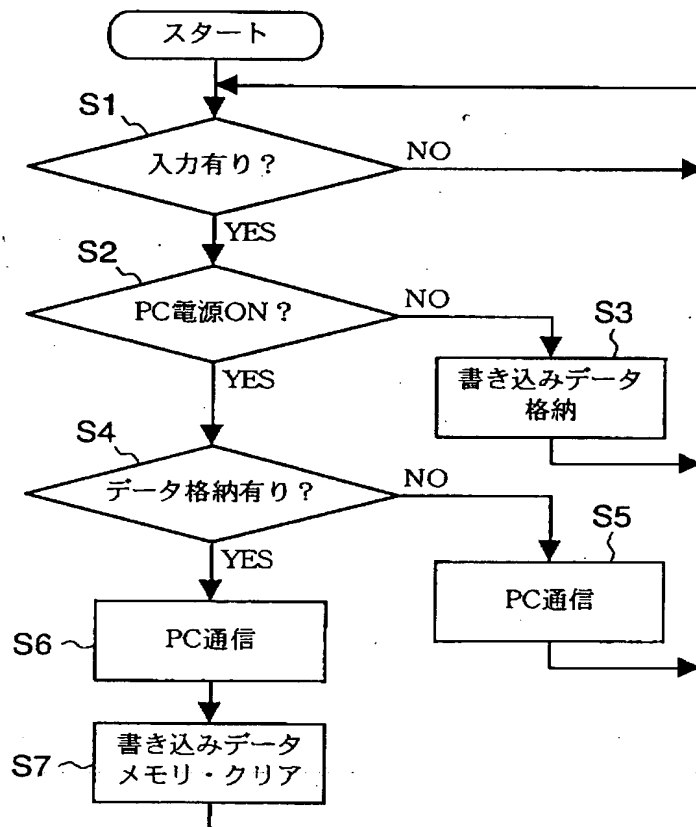 スタート
S1
入力有り？
NO
YES
S2
PC電源ON？
NO
S3
書き込みデータ
格納
YES
S4
データ格納有り？
NO
S5
PC通信
YES
S6
PC通信
S7
書き込みデータ
メモリ・クリア